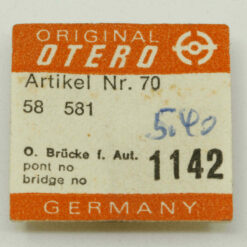 ORIGINAL
OTERO
Artikel Nr. 70
58 581
5.40
O. Brücke f. Aut.
pont no
bridge no
1142
GERMANY